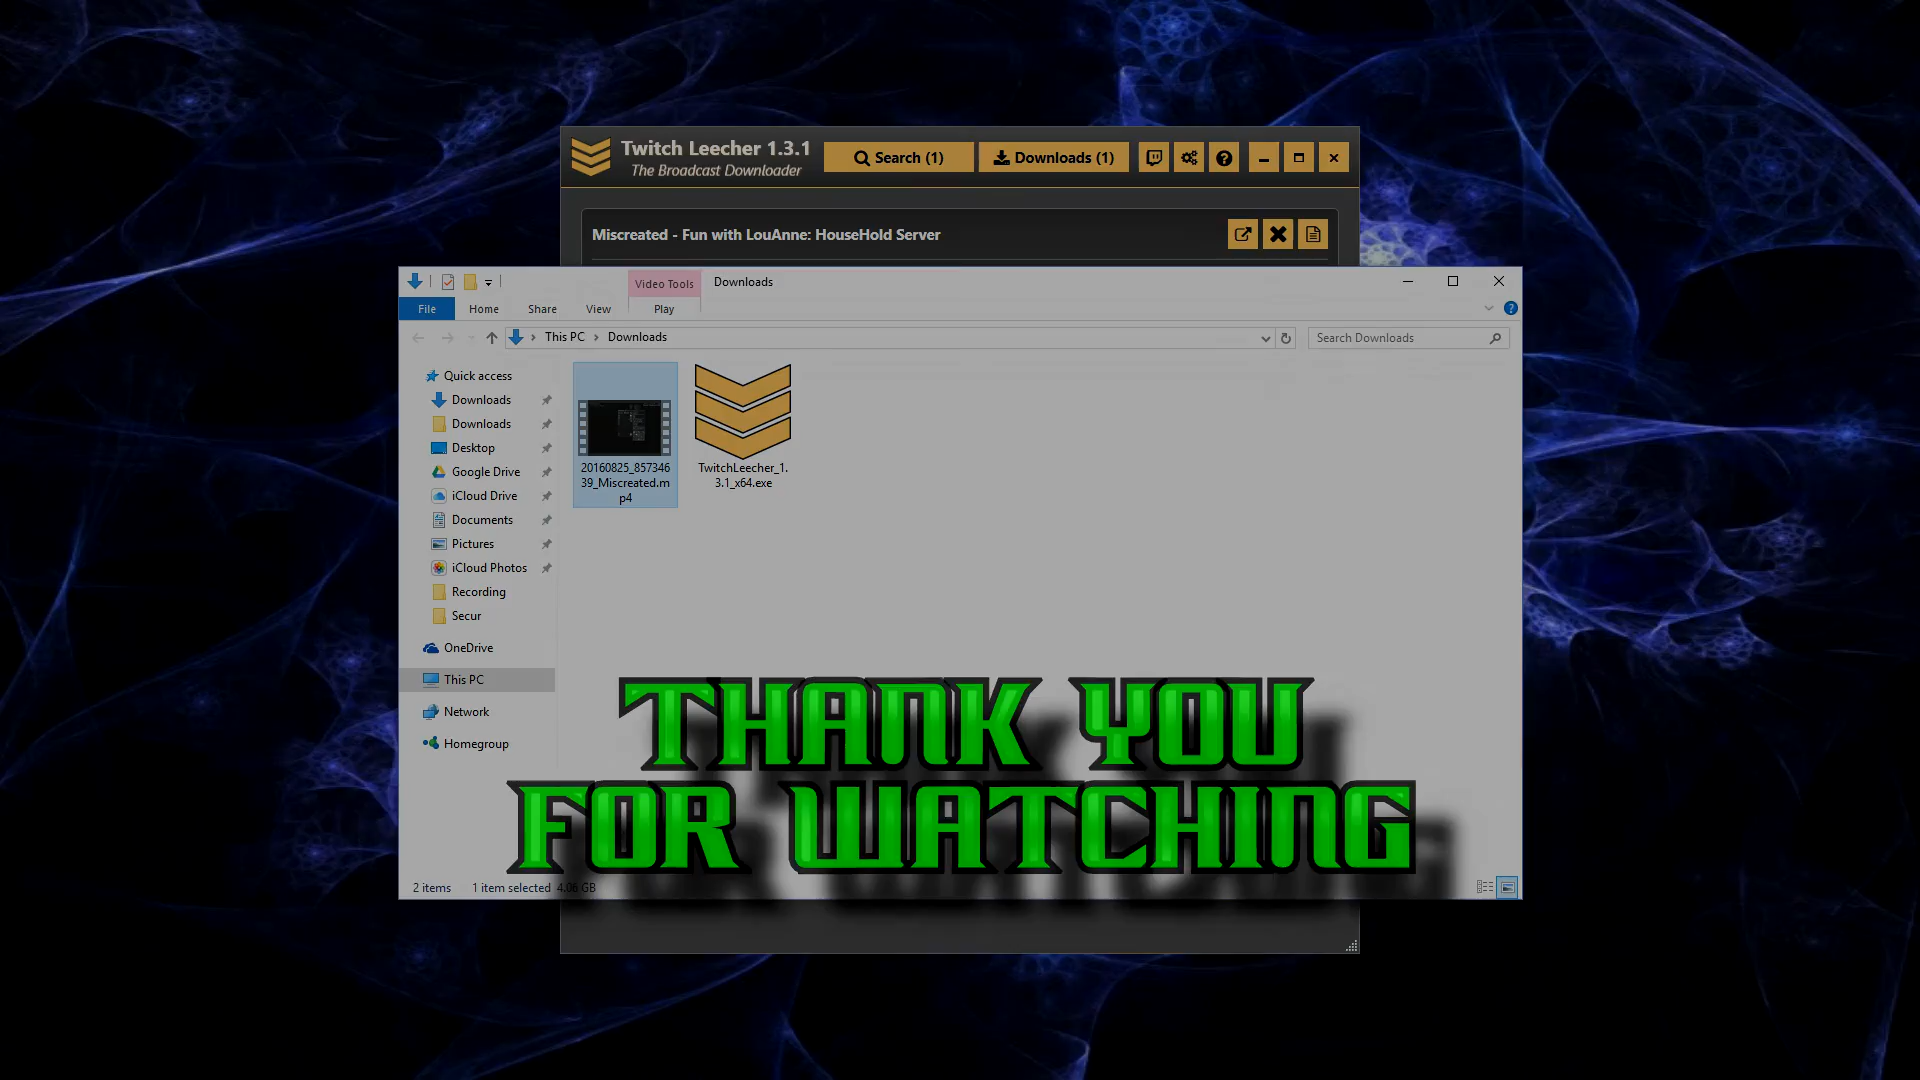 Twitch Leecher 1.3.1
The Broadcast Downloader
Search (1)
Downloads (1)
Miscreated - Fun with LouAnne: HouseHold Server
Video Tools
Downloads
File
Home
Share
View
Play
This PC
Downloads
Search Downloads
Quick access
Downloads
Downloads
Desktop
Google Drive
iCloud Drive
Documents
Pictures
iCloud Photos
Recording
Secur
OneDrive
This PC
Network
Homegroup
20160825_857346
39_Miscreated.m
p4
TwitchLeecher_1.
3.1_x64.exe
THANK YOU
FOR WATCHING
2 items
1 item selected 4.06 GB